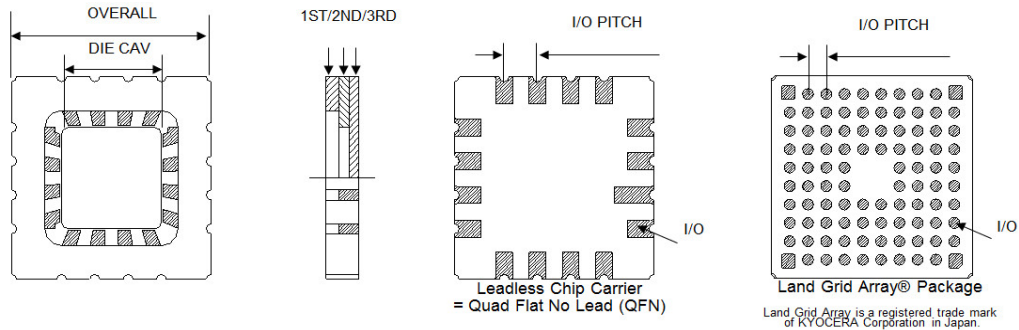 OVERALL
DIE CAV
1ST/2ND/3RD
I/O PITCH
I/O
Leadless Chip Carrier
= Quad Flat No Lead (QFN)
I/O PITCH
I/O
Land Grid Array® Package
Land Grid Array is a registered trade mark
of KYOCERA Corporation in Japan.